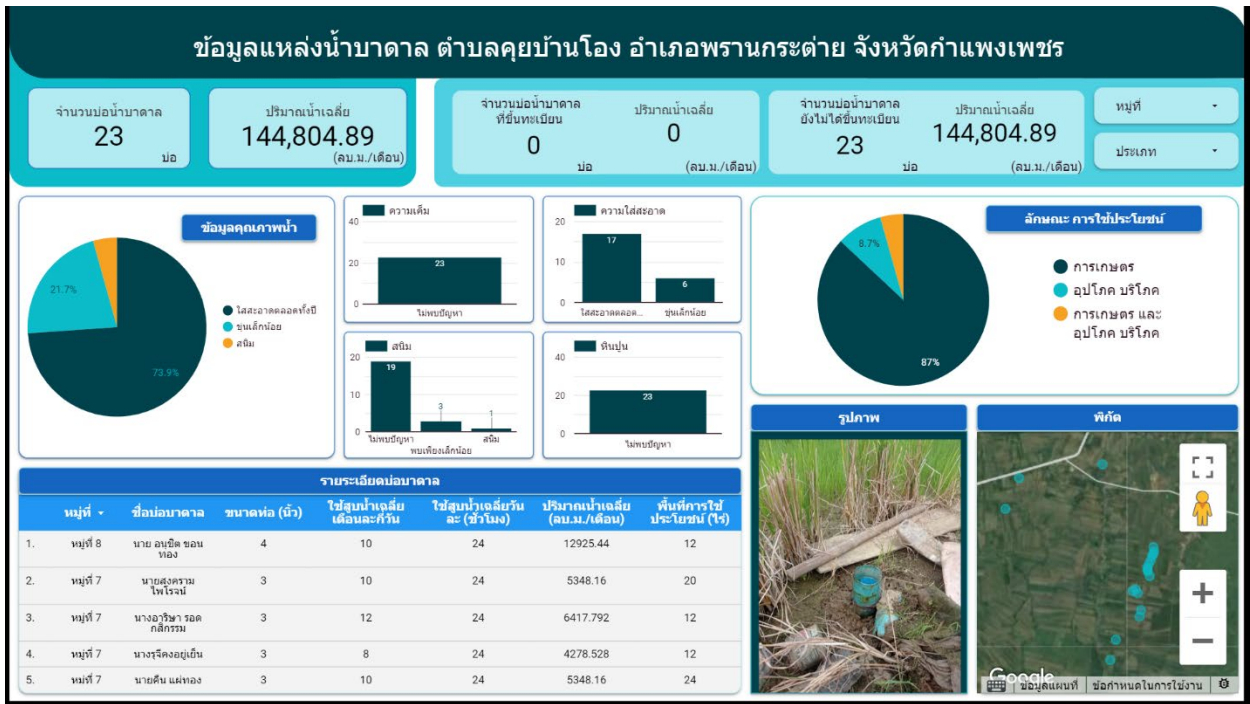 ข้อมูลแหล่งน้ำบาดาล ตำบลคุยบ้านโอง อำเภอพรานกระต่าย จังหวัดกำแพงเพชร
จำนวนบ่อน้ำบาดาล
23
บ่อ
ปริมาณน้ำเฉลี่ย
144,804.89
(ลบ.ม./เดือน)
จำนวนบ่อน้ำบาดาล
ที่ขึ้นทะเบียน
0
บ่อ
ปริมาณน้ำเฉลี่ย
0
(ลบ.ม./เดือน)
จำนวนบ่อน้ำบาดาล
ยังไม่ได้ขึ้นทะเบียน
23
บ่อ
ปริมาณน้ำเฉลี่ย
144,804.89
(ลบ.ม./เดือน)
หมู่ที่
ประเภท
ข้อมูลคุณภาพน้ำ
21.7%
73.9%
ใสสะอาดตลอดทั้งปี
ขุ่นเล็กน้อย
สนิม
ความเค็ม
40
20
0
23
ไม่พบปัญหา
ความใส่สะอาด
20
10
0
17
6
ใสสะอาดตลอด...
ขุ่นเล็กน้อย
สนิม
20
10
0
19
3
1
ไม่พบปัญหา
สนิม
พบเพียงเล็กน้อย
หินปูน
40
20
0
23
ไม่พบปัญหา
ลักษณะ การใช้ประโยชน์
8.7%
87%
การเกษตร
อุปโภค บริโภค
การเกษตร และ
อุปโภค บริโภค
รายระเอียดบ่อบาดาล
หมู่ที่ ชื่อบ่อบาดาล ขนาดท่อ (นิ้ว) ใช้สูบน้ำเฉลี่ย ใช้สูบน้ำเฉลี่ยวัน ปริมาณน้ำเฉลี่ย พื้นที่การใช้
เดือนละกี่วัน ละ (ชั่วโมง) (ลบ.ม./เดือน) ประโยชน์ (ไร่)
1. หมู่ที่ 8 นาย อนุชิต ขอน 4 10 24 12925.44 12
ทอง
2. หมู่ที่ 7 นายสงคราม 3 10 24 5348.16 20
ไพโรจน์
3. หมู่ที่ 7 นางอาริษา รอด 3 12 24 6417.792 12
กสิกรรม
4. หมู่ที่ 7 นางรุจีคงอยู่เย็น 3 8 24 4278.528 12
5. หมู่ที่ 7 นายคืน แผ่ทอง 3 10 24 5348.16 24
รูปภาพ
พิกัด
Google
ข้อมูลแผนที่ ข้อกำหนดในการใช้งาน